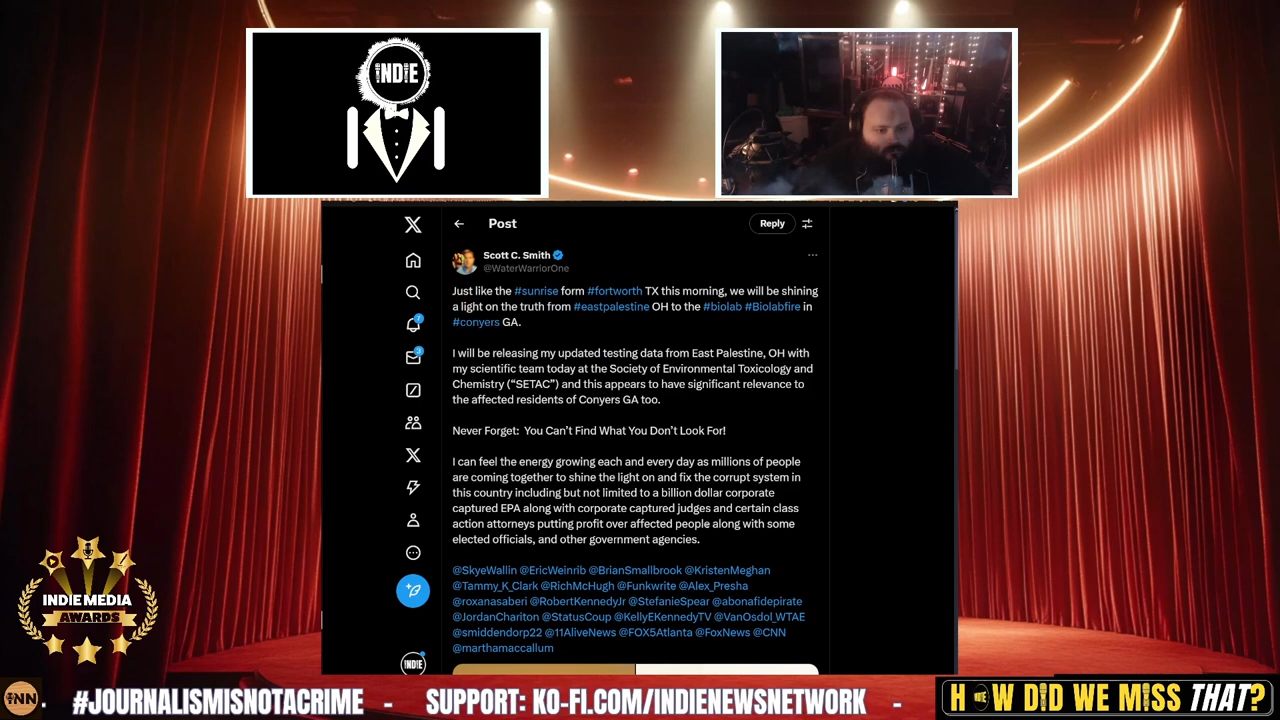 INDIE
Post
Reply
Scott C. Smith
@WaterWarriorOne
Just like the #sunrise form #fortworth TX this morning, we will be shining
a light on the truth from #eastpalestine OH to the #biolab #Biolabfire in
#conyers GA.
I will be releasing my updated testing data from East Palestine, OH with
my scientific team today at the Society of Environmental Toxicology and
Chemistry (“SETAC”) and this appears to have significant relevance to
the affected residents of Conyers GA too.
Never Forget: You Can’t Find What You Don’t Look For!
I can feel the energy growing each and every day as millions of people
are coming together to shine the light on and fix the corrupt system in
this country including but not limited to a billion dollar corporate
captured EPA along with corporate captured judges and certain class
action attorneys putting profit over affected people along with some
elected officials, and other government agencies.
@SkyeWallin @EricWeinrib @BrianSmallbrook @KristenMeghan
@Tammy_K_Clark @RichMcHugh @Funkwrite @Alex_Presha
@roxanasaberi @RobertKennedyJr @StefanieSpear @abonafidepirate
@JordanChariton @StatusCoup @KellyEKennedyTV @VanOsdol_WTAE
@smiddendorp22 @11AliveNews @FOX5Atlanta @FoxNews @CNN
@marthamaccallum
INDIE
INDIE MEDIA
AWARDS
INN
- #JOURNALISMISNOTACRIME - SUPPORT: KO-FI.COM/INDIENEWSNETWORK -
HOW DID WE MISS THAT?